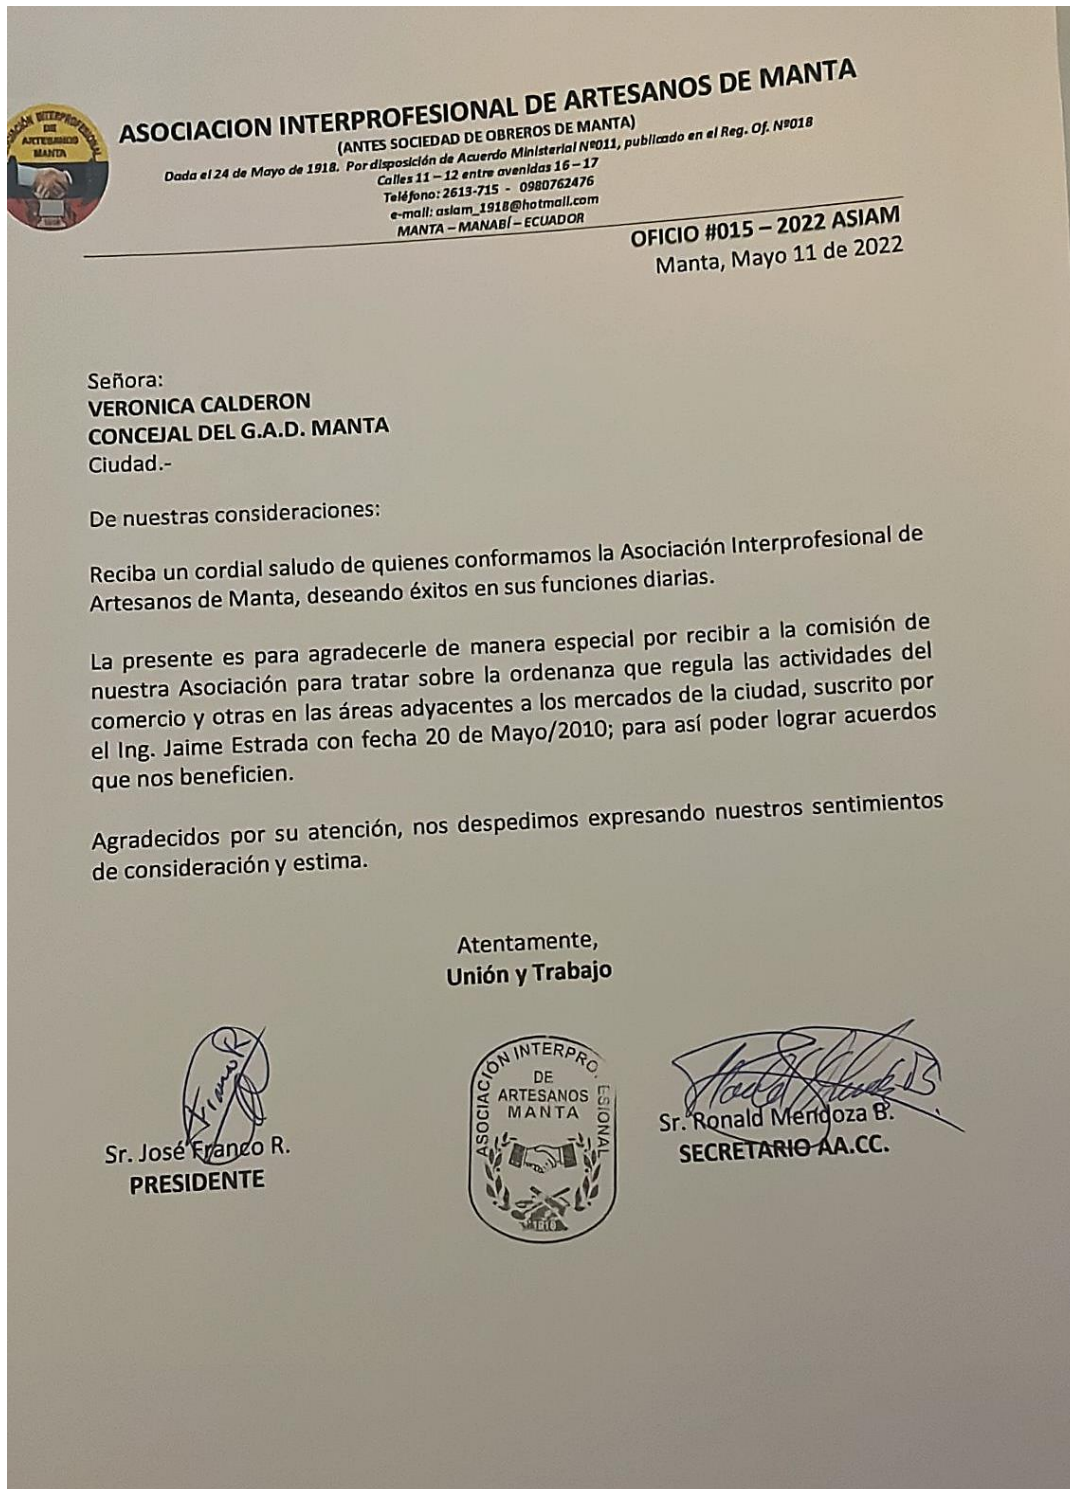 ASOCIACION INTERPROFESIONAL DE ARTESANOS DE MANTA
(ANTES SOCIEDAD DE OBREROS DE MANTA)
Dada el 24 de Mayo de 1918. Por disposición de Acuerdo Ministerial Nº011, publicado en el Reg. Of. Nº018
Calles 11 – 12 entre avenidas 16 – 17
Teléfono: 2613-715 - 0980762476
e-mail: asiam_1918@hotmail.com
MANTA – MANABÍ – ECUADOR
INTERPROFESIONAL
DE
ARTESANOS
MANTA
OFICIO #015 – 2022 ASIAM
Manta, Mayo 11 de 2022
Señora:
VERONICA CALDERON
CONCEJAL DEL G.A.D. MANTA
Ciudad.-
De nuestras consideraciones:
Reciba un cordial saludo de quienes conformamos la Asociación Interprofesional de
Artesanos de Manta, deseando éxitos en sus funciones diarias.
La presente es para agradecerle de manera especial por recibir a la comisión de
nuestra Asociación para tratar sobre la ordenanza que regula las actividades del
comercio y otras en las áreas adyacentes a los mercados de la ciudad, suscrito por
el Ing. Jaime Estrada con fecha 20 de Mayo/2010; para así poder lograr acuerdos
que nos beneficien.
Agradecidos por su atención, nos despedimos expresando nuestros sentimientos
de consideración y estima.
Atentamente,
Unión y Trabajo
Franco R
Sr. José Franco R.
PRESIDENTE
ASOCIACIÓN INTERPRO. ESIONAL
DE
ARTESANOS
MANTA
Sr. Ronald Mendoza B.
SECRETARIO AA.CC.